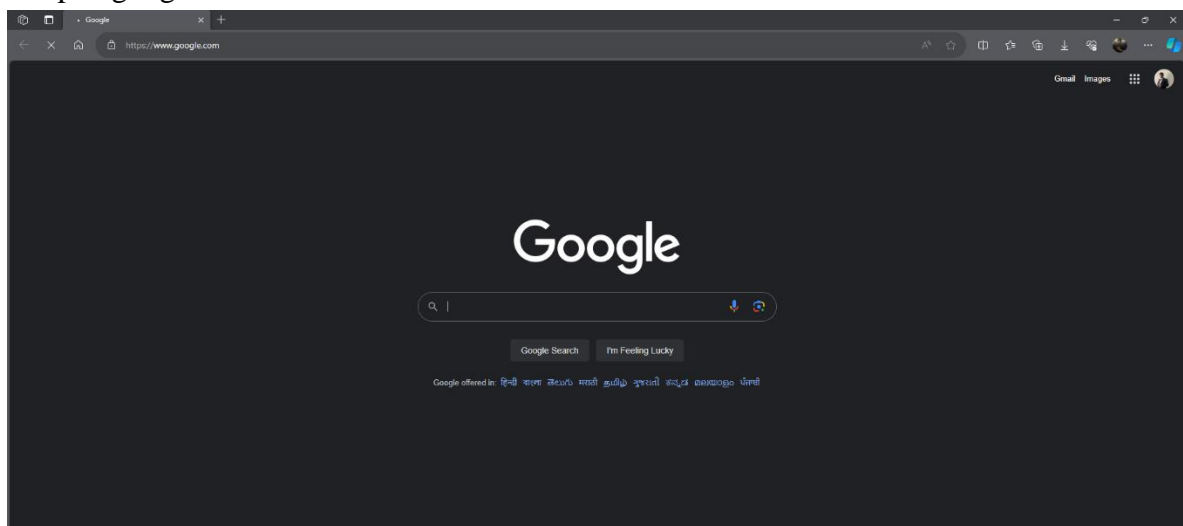 Google
https://www.google.com
Gmail Images
Google
Google Search I'm Feeling Lucky
Google offered in: हिन्दी বাংলা తెలుగు मराठी தமிழ் ગુજરાતી ಕನ್ನಡ മലയാളം ਪੰਜਾਬੀ